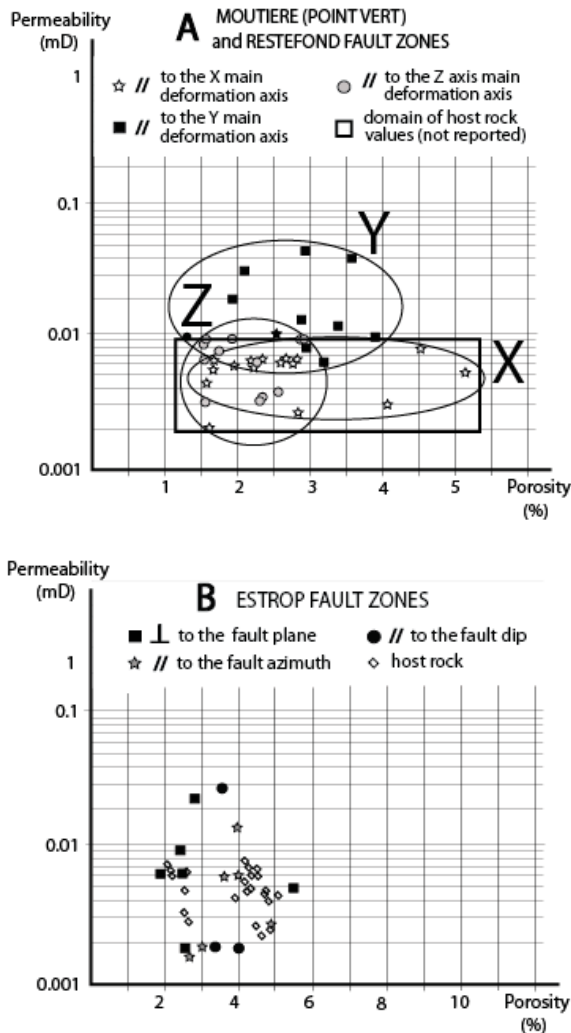 Permeability
(mD)
A
MOUTIERE (POINT VERT)
and RESTEFOND FAULT ZONES
1
// to the X main
deformation axis
// to the Z axis main
deformation axis
// to the Y main
deformation axis
domain of host rock
values (not reported)
0.1
Y
Z
0.01
X
0.001
1
2
3
4
5
Porosity
(%)
Permeability
(mD)
B
ESTROP FAULT ZONES
⊥ to the fault plane
// to the fault dip
1
// to the fault azimuth
host rock
0.1
0.01
0.001
2
4
6
8
10
Porosity
(%)